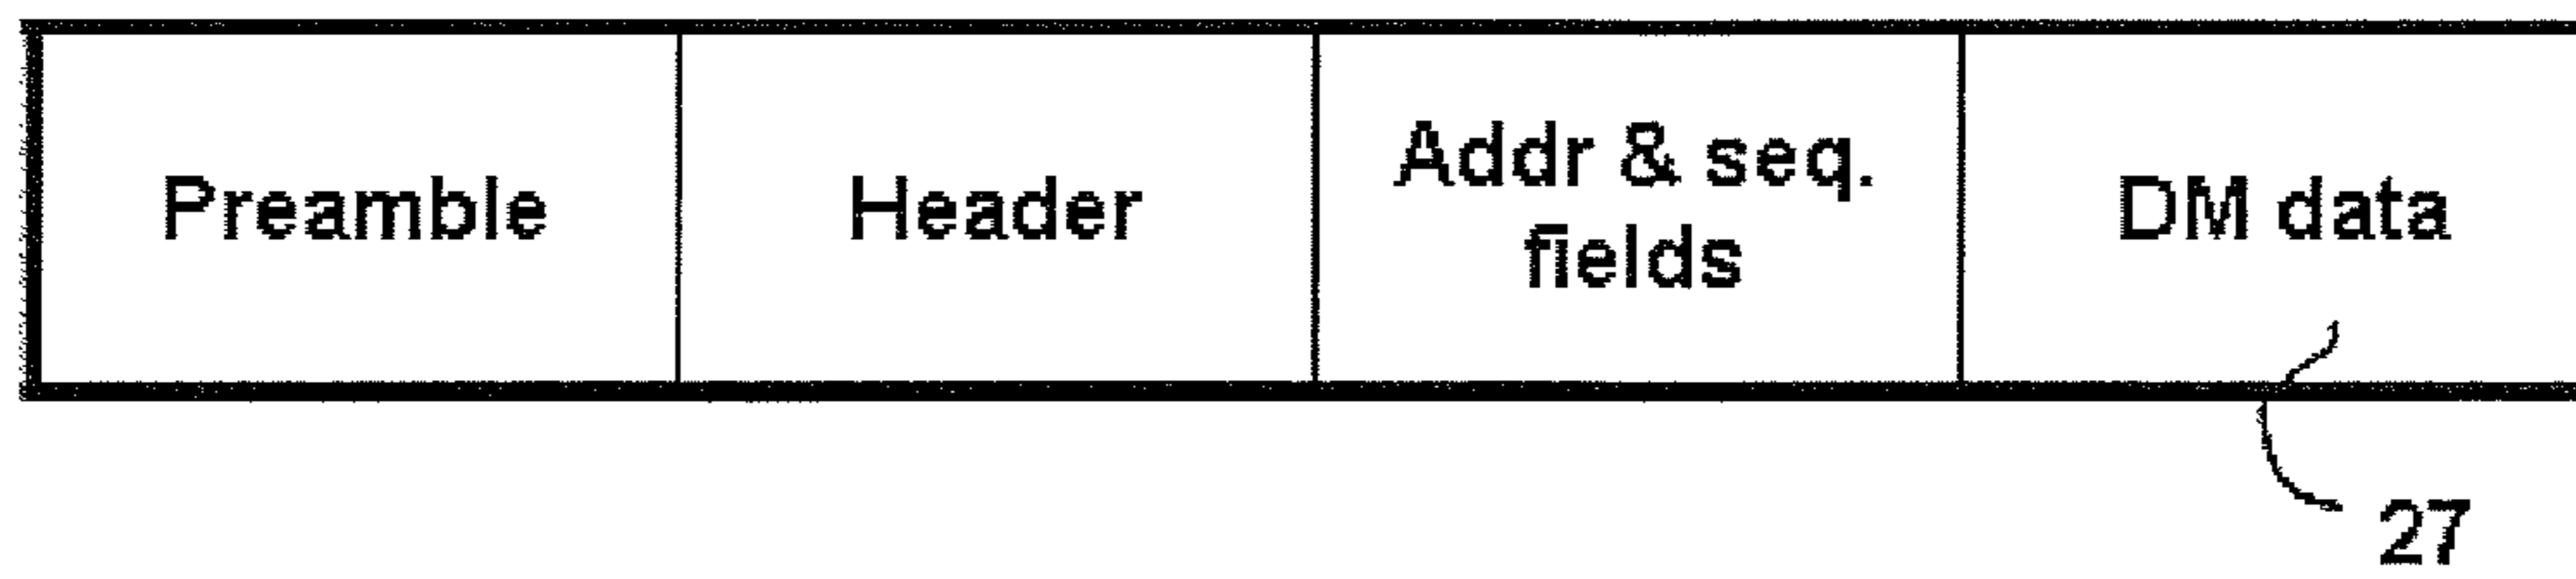 Preamble
Header
Addr & seq.
fields
DM data
27